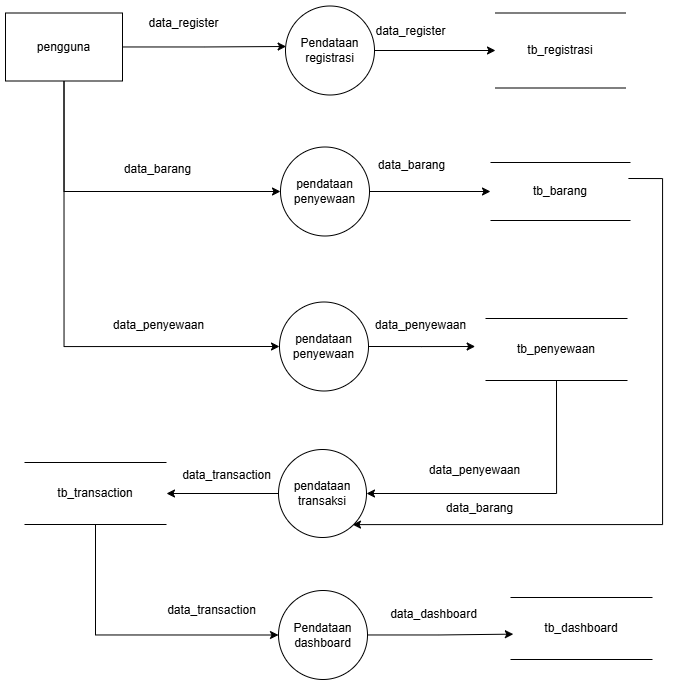 data_register
pengguna
Pendataan
registrasi
data_register
tb_registrasi
data_barang
pendataan
penyewaan
data_barang
tb_barang
data_penyewaan
pendataan
penyewaan
data_penyewaan
tb_penyewaan
tb_transaction
data_transaction
pendataan
transaksi
data_penyewaan
data_barang
data_transaction
Pendataan
dashboard
data_dashboard
tb_dashboard